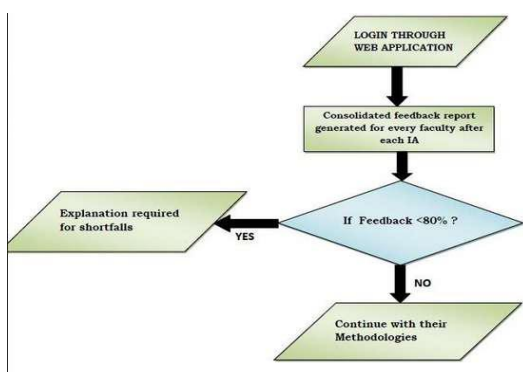 LOGIN THROUGH
WEB APPLICATION
Consolidated feedback report
generated for every faculty after
each IA
If Feedback <80% ?
Explanation required
for shortfalls
YES
NO
Continue with their
Methodologies